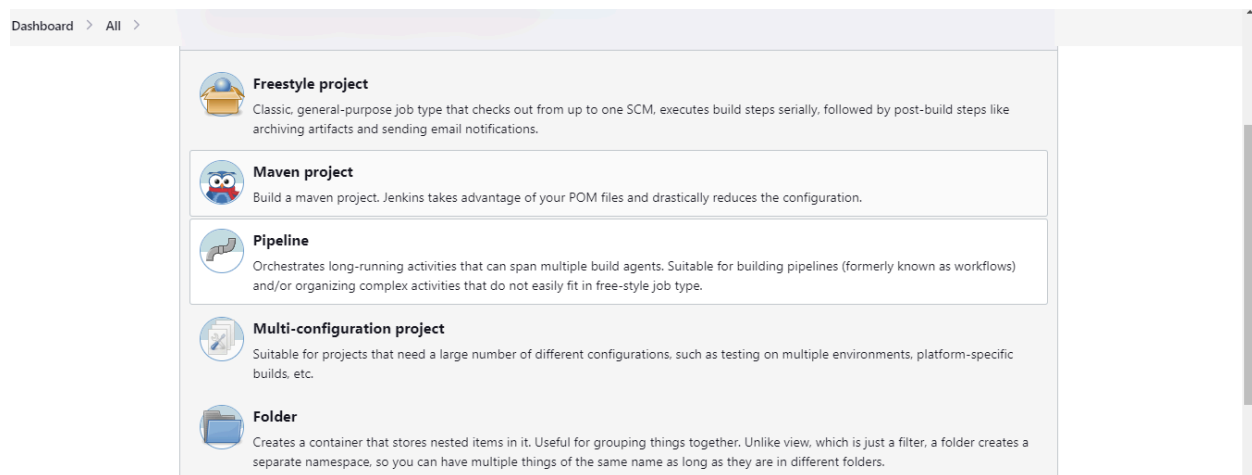 Dashboard > All >
Freestyle project
Classic, general-purpose job type that checks out from up to one SCM, executes build steps serially, followed by post-build steps like
archiving artifacts and sending email notifications.
Maven project
Build a maven project. Jenkins takes advantage of your POM files and drastically reduces the configuration.
Pipeline
Orchestrates long-running activities that can span multiple build agents. Suitable for building pipelines (formerly known as workflows)
and/or organizing complex activities that do not easily fit in free-style job type.
Multi-configuration project
Suitable for projects that need a large number of different configurations, such as testing on multiple environments, platform-specific
builds, etc.
Folder
Creates a container that stores nested items in it. Useful for grouping things together. Unlike view, which is just a filter, a folder creates a
separate namespace, so you can have multiple things of the same name as long as they are in different folders.